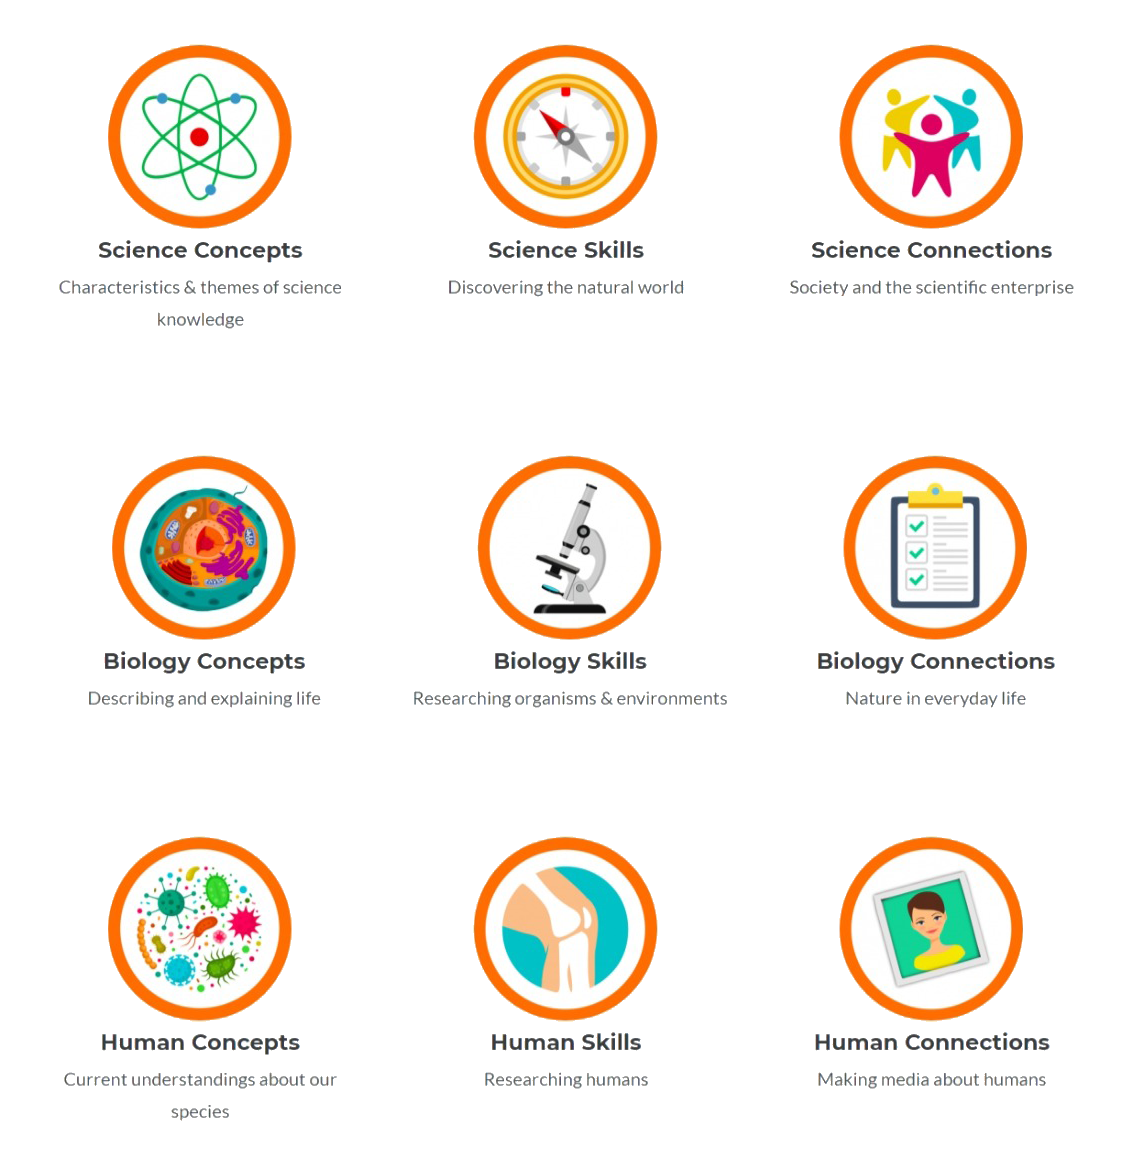 Science Concepts
Characteristics & themes of science
knowledge
Science Skills
Discovering the natural world
Science Connections
Society and the scientific enterprise
Biology Concepts
Describing and explaining life
Biology Skills
Researching organisms & environments
Biology Connections
Nature in everyday life
Human Concepts
Current understandings about our
species
Human Skills
Researching humans
Human Connections
Making media about humans